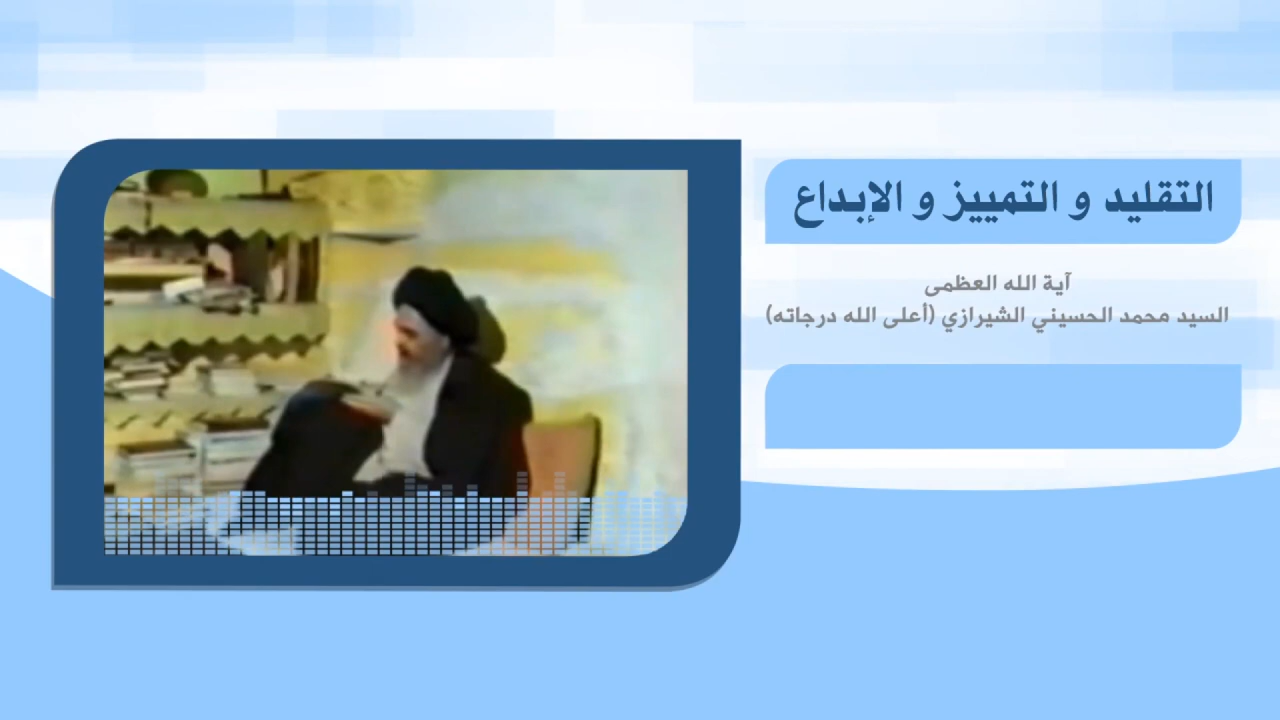 التقليد و التمييز و الإبداع
آية الله العظمى
السيد محمد الحسيني الشيرازي (أعلى الله درجاته)